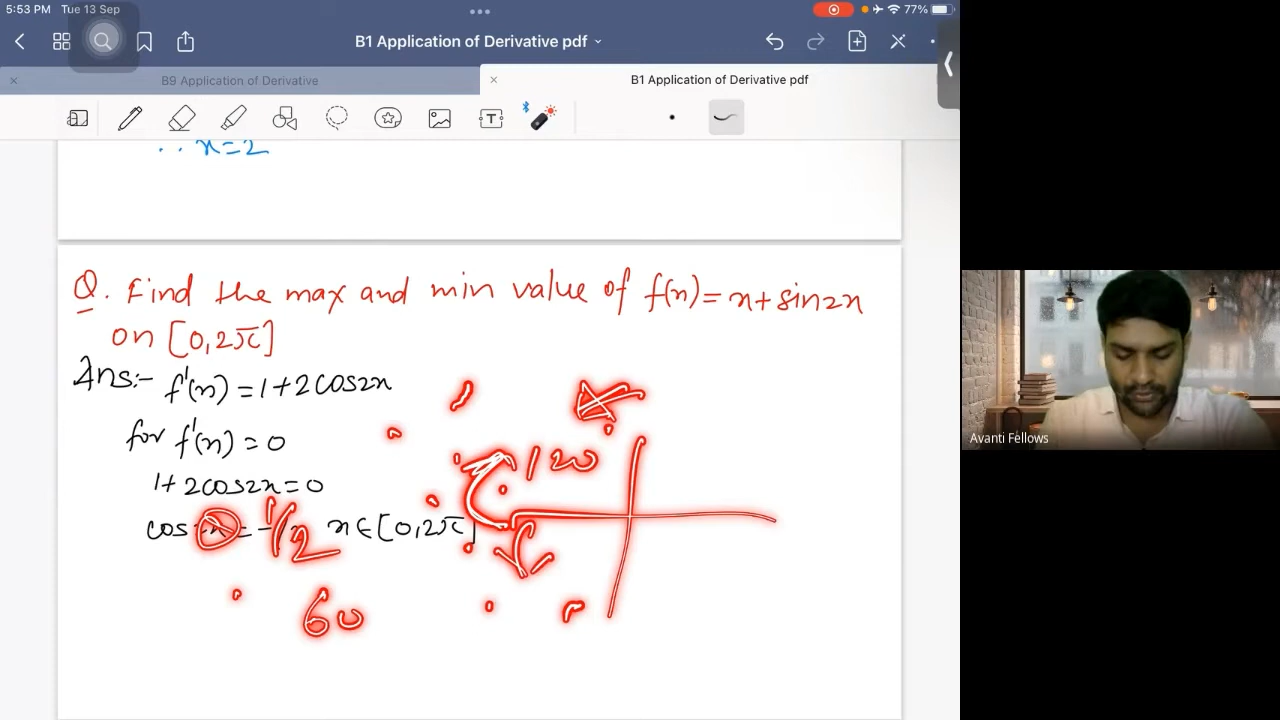 5:53 PM Tue 13 Sep
77%
B1 Application of Derivative pdf
B9 Application of Derivative
B1 Application of Derivative pdf
∴ x=2
Q. Find the max and min value of f(x)=x+sin2x
on [0,2π]
Ans:- f'(x)=1+2cos2x
for f'(x)=0
1+2cos2x=0
cos2x=-1/2 x∈[0,2π]
120
60
Avanti Fellows